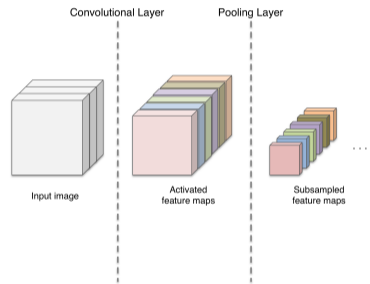 Convolutional Layer
Pooling Layer
Input image
Activated
feature maps
Subsampled
feature maps
...